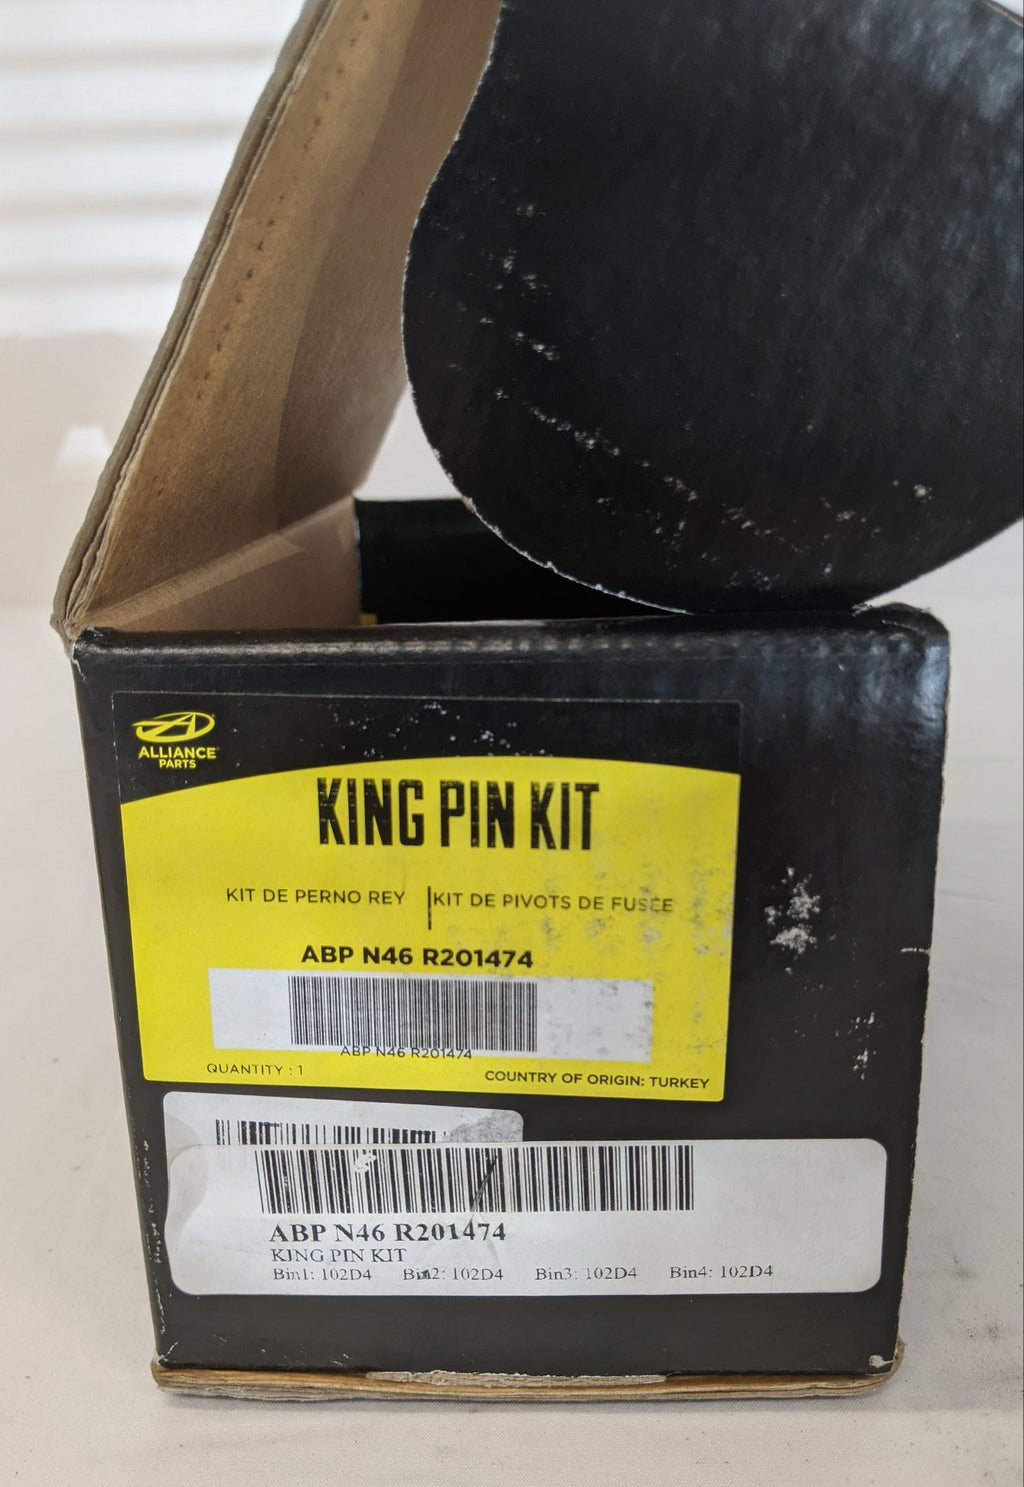 ALLIANCE
PARTS
KING PIN KIT
KIT DE PERNO REY
KIT DE PIVOTS DE FUSÉE
ABP N46 R201474
ABP N46 R201474
QUANTITY : 1
COUNTRY OF ORIGIN: TURKEY
ABP N46 R201474
KING PIN KIT
Bin1: 102D4 Bin2: 102D4 Bin3: 102D4 Bin4: 102D4